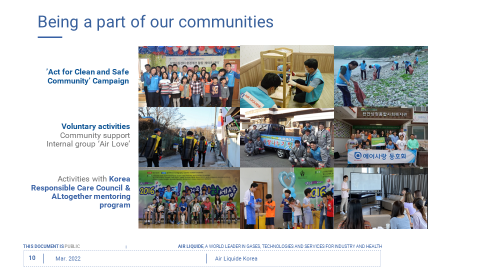 Being a part of our communities
'Act for Clean and Safe
Community' Campaign
Voluntary activities
Community support
Internal group 'Air Love'
Activities with Korea
Responsible Care Council &
ALtogether mentoring
program
THIS DOCUMENT IS PUBLIC
AIR LIQUIDE, A WORLD LEADER IN GASES, TECHNOLOGIES AND SERVICES FOR INDUSTRY AND HEALTH
10
Mar. 2022
Air Liquide Korea